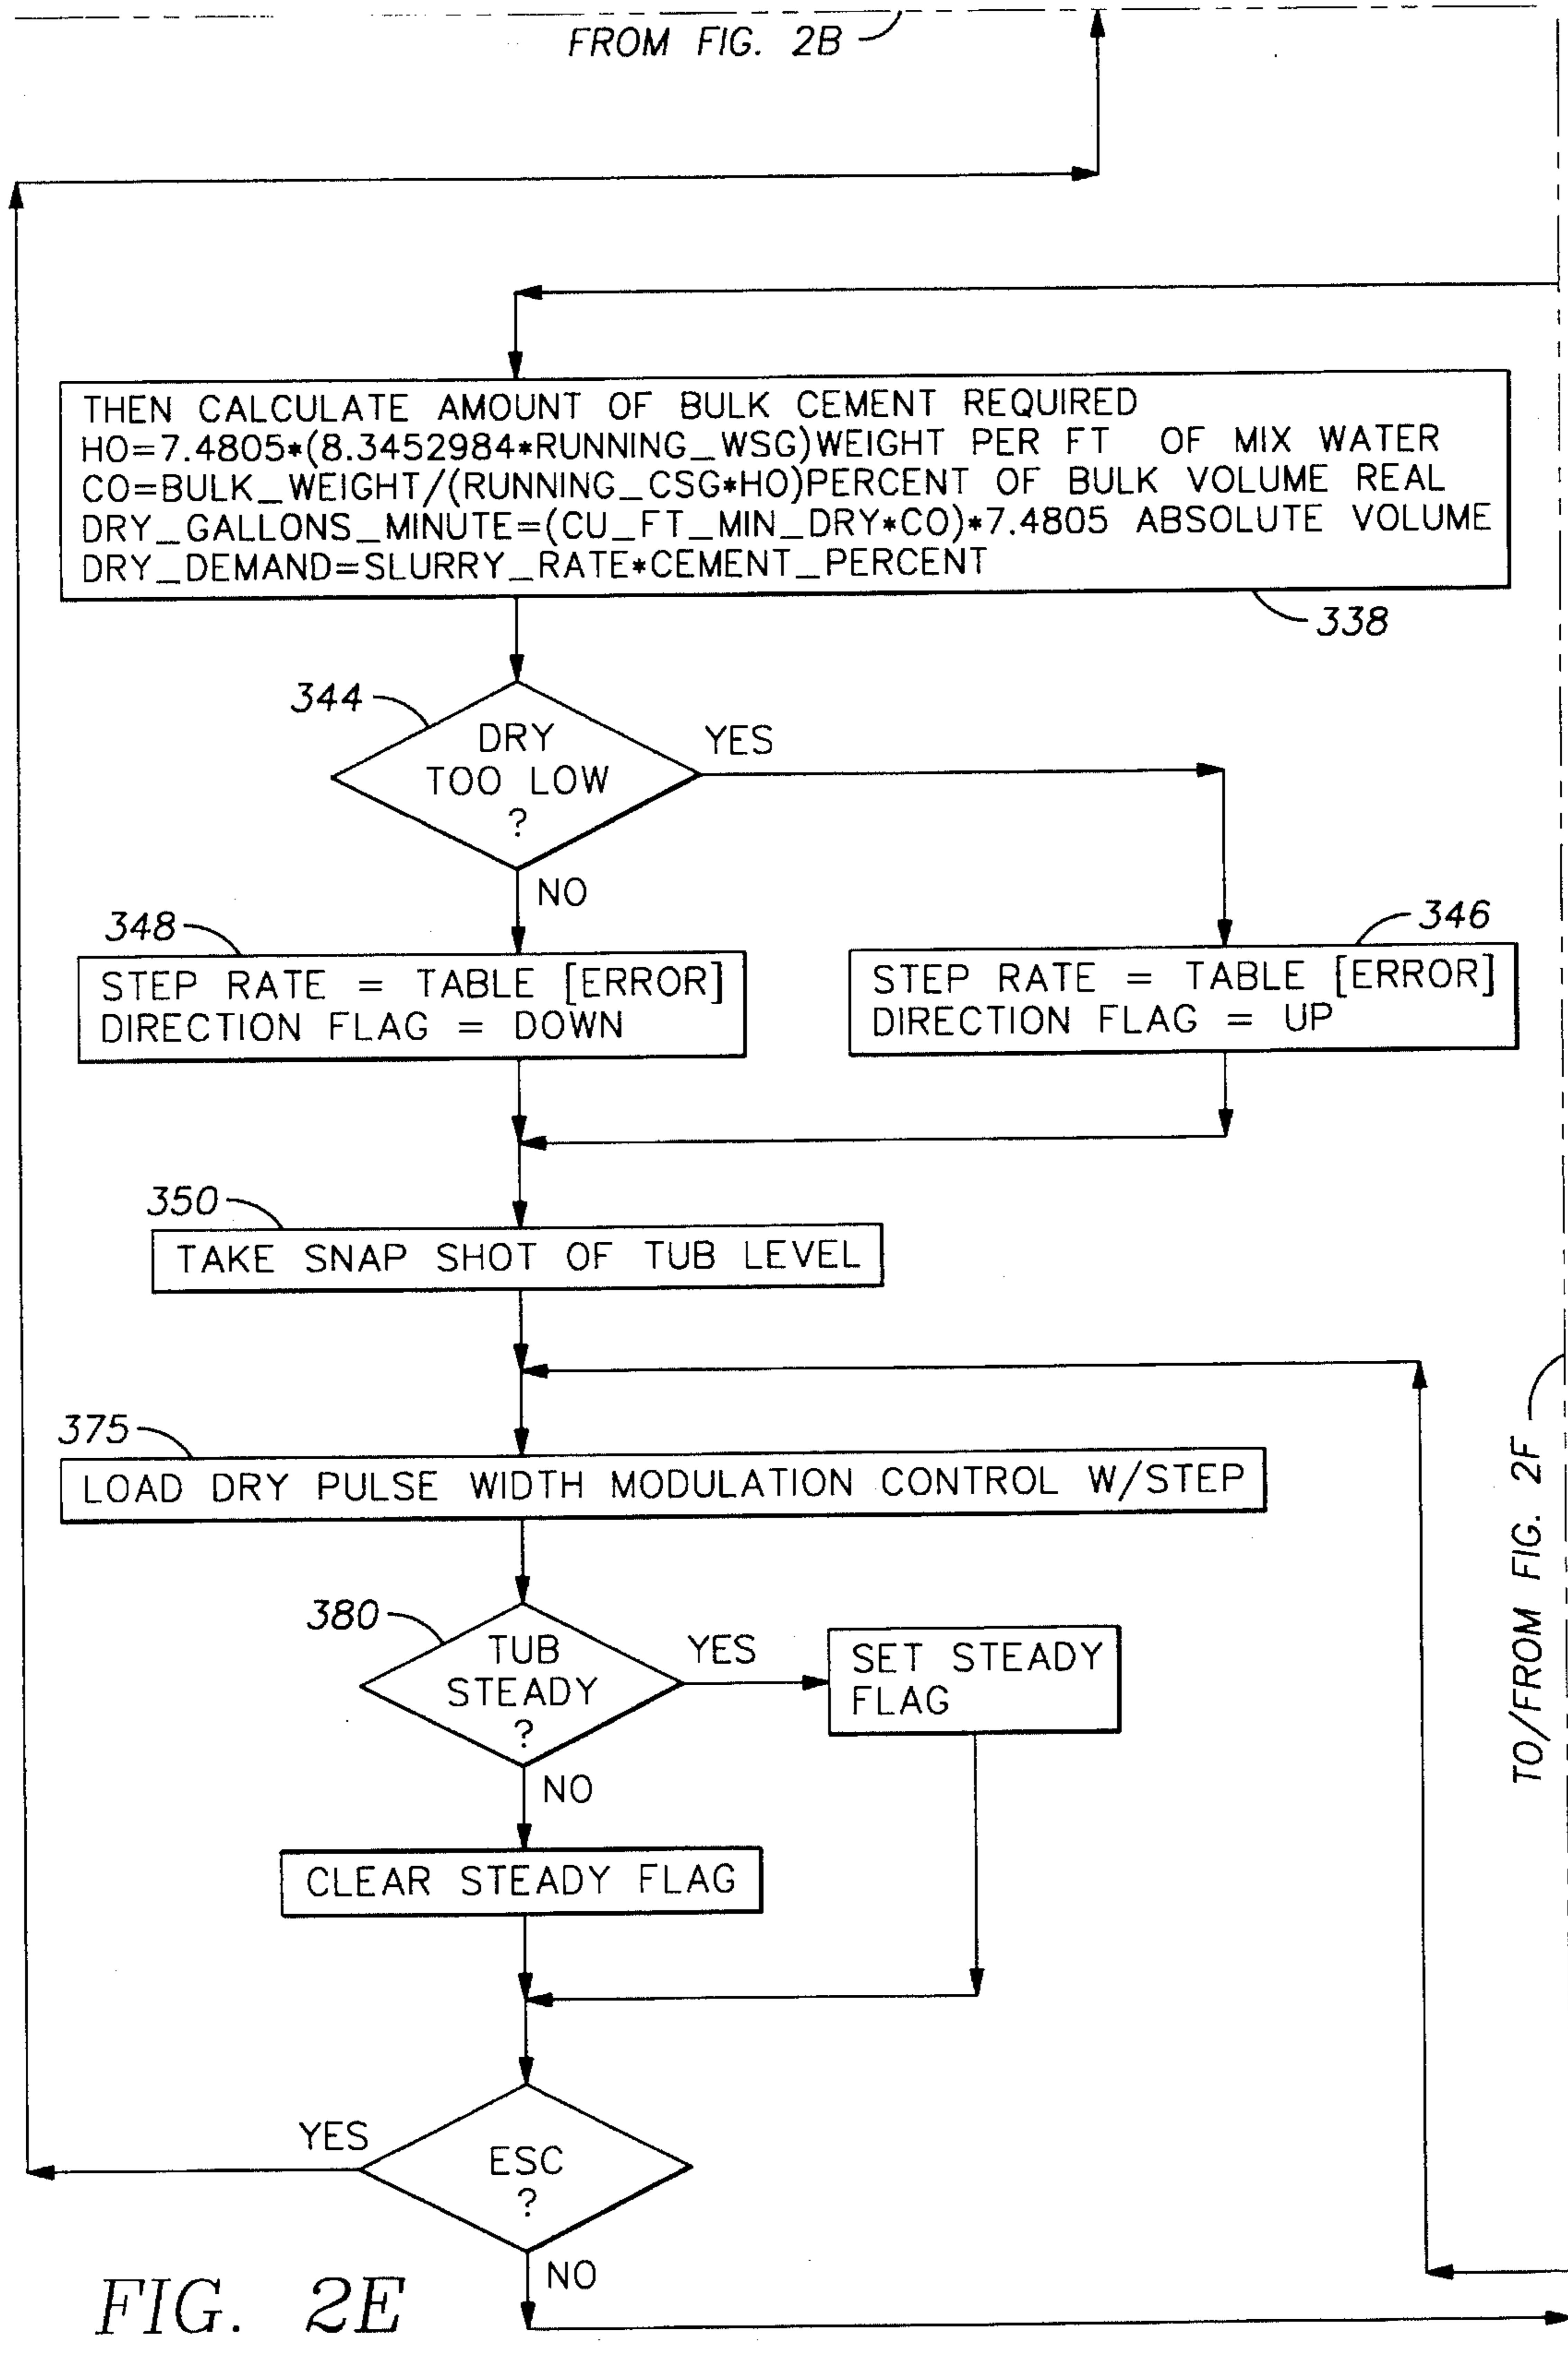 FROM FIG. 2B
THEN CALCULATE AMOUNT OF BULK CEMENT REQUIRED
HO=7.4805*(8.3452984*RUNNING_WSG)WEIGHT PER FT OF MIX WATER
CO=BULK_WEIGHT/(RUNNING_CSG*HO)PERCENT OF BULK VOLUME REAL
DRY_GALLONS_MINUTE=(CU_FT_MIN_DRY*CO)*7.4805 ABSOLUTE VOLUME
DRY_DEMAND=SLURRY_RATE*CEMENT_PERCENT
338
344
DRY
TOO LOW
?
YES
NO
348
STEP RATE = TABLE [ERROR]
DIRECTION FLAG = DOWN
346
STEP RATE = TABLE [ERROR]
DIRECTION FLAG = UP
350
TAKE SNAP SHOT OF TUB LEVEL
375
LOAD DRY PULSE WIDTH MODULATION CONTROL W/STEP
380
TUB
STEADY
?
YES
SET STEADY
FLAG
NO
CLEAR STEADY FLAG
TO/FROM FIG. 2F
YES
ESC
?
NO
FIG. 2E